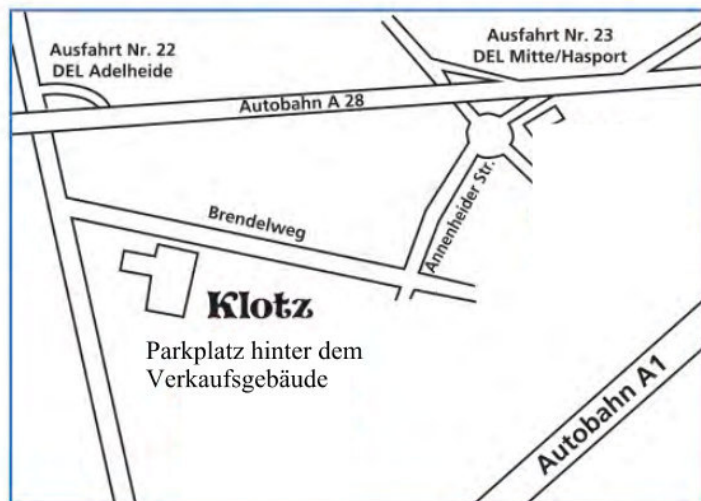 Ausfahrt Nr. 22
DEL Adelheide
Ausfahrt Nr. 23
DEL Mitte/Hasport
Autobahn A 28
Brendelweg
Annenheider Str.
Klotz
Parkplatz hinter dem
Verkaufsgebäude
Autobahn A1